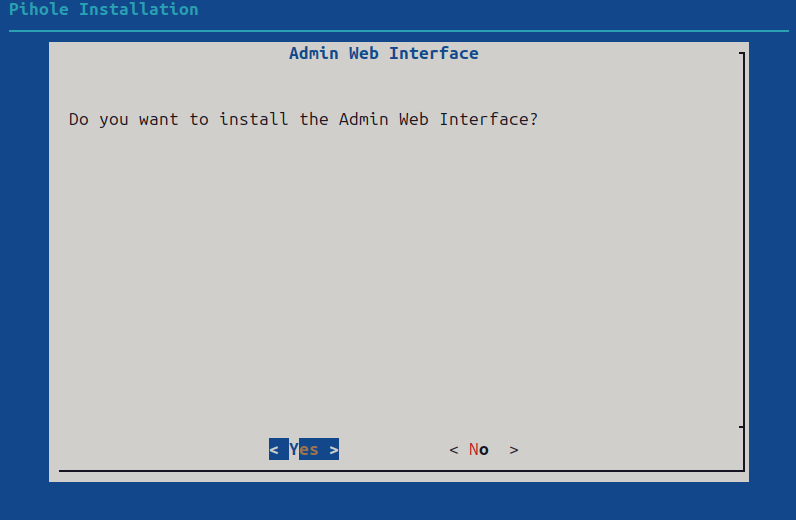 Pihole Installation
Admin Web Interface
Do you want to install the Admin Web Interface?
< Yes > < No >